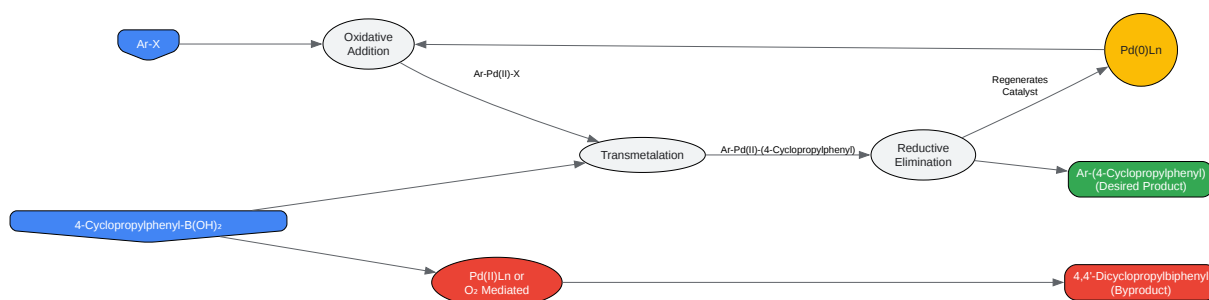 Ar-X
Oxidative
Addition
Pd(0)Ln
Ar-Pd(II)-X
Regenerates
Catalyst
Transmetalation
Ar-Pd(II)-(4-Cyclopropylphenyl)
Reductive
Elimination
Ar-(4-Cyclopropylphenyl)
(Desired Product)
4-Cyclopropylphenyl-B(OH)₂
Pd(II)Ln or
O₂ Mediated
4,4'-Dicyclopropylbiphenyl
(Byproduct)